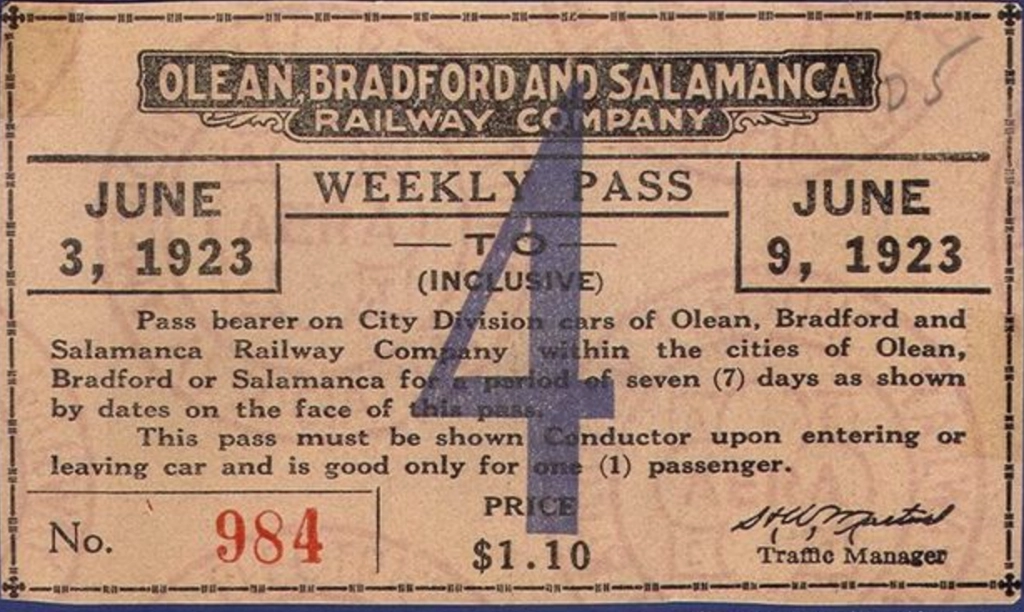 OLEAN, BRADFORD AND SALAMANCA
RAILWAY COMPANY
D5
JUNE
3, 1923
WEEKLY PASS
TO
(INCLUSIVE)
JUNE
9, 1923
4
Pass bearer on City Division cars of Olean, Bradford and
Salamanca Railway Company within the cities of Olean,
Bradford or Salamanca for a period of seven (7) days as shown
by dates on the face of this pass.
This pass must be shown Conductor upon entering or
leaving car and is good only for one (1) passenger.
No. 984
PRICE
$1.10
Traffic Manager